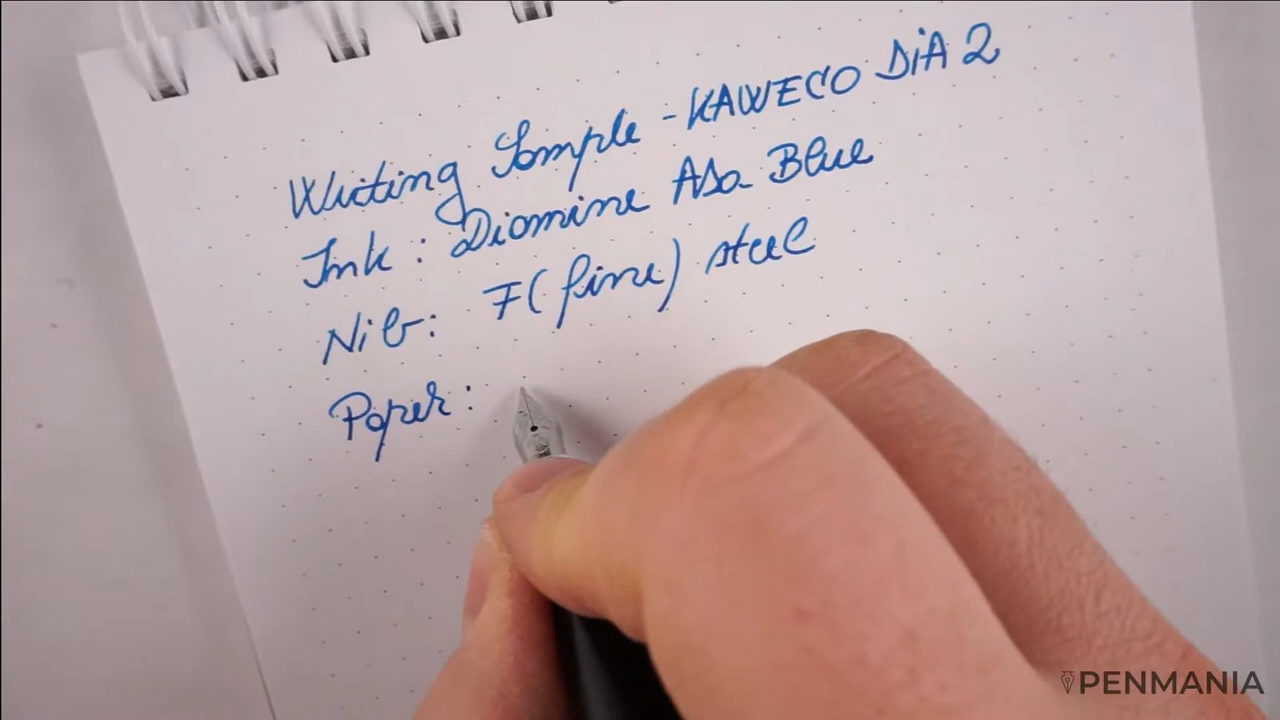 Writing Sample - KAWECO DiA 2
Ink: Diamine Asa Blue
Nib: F(fine) steel
Paper:
PENMANIA